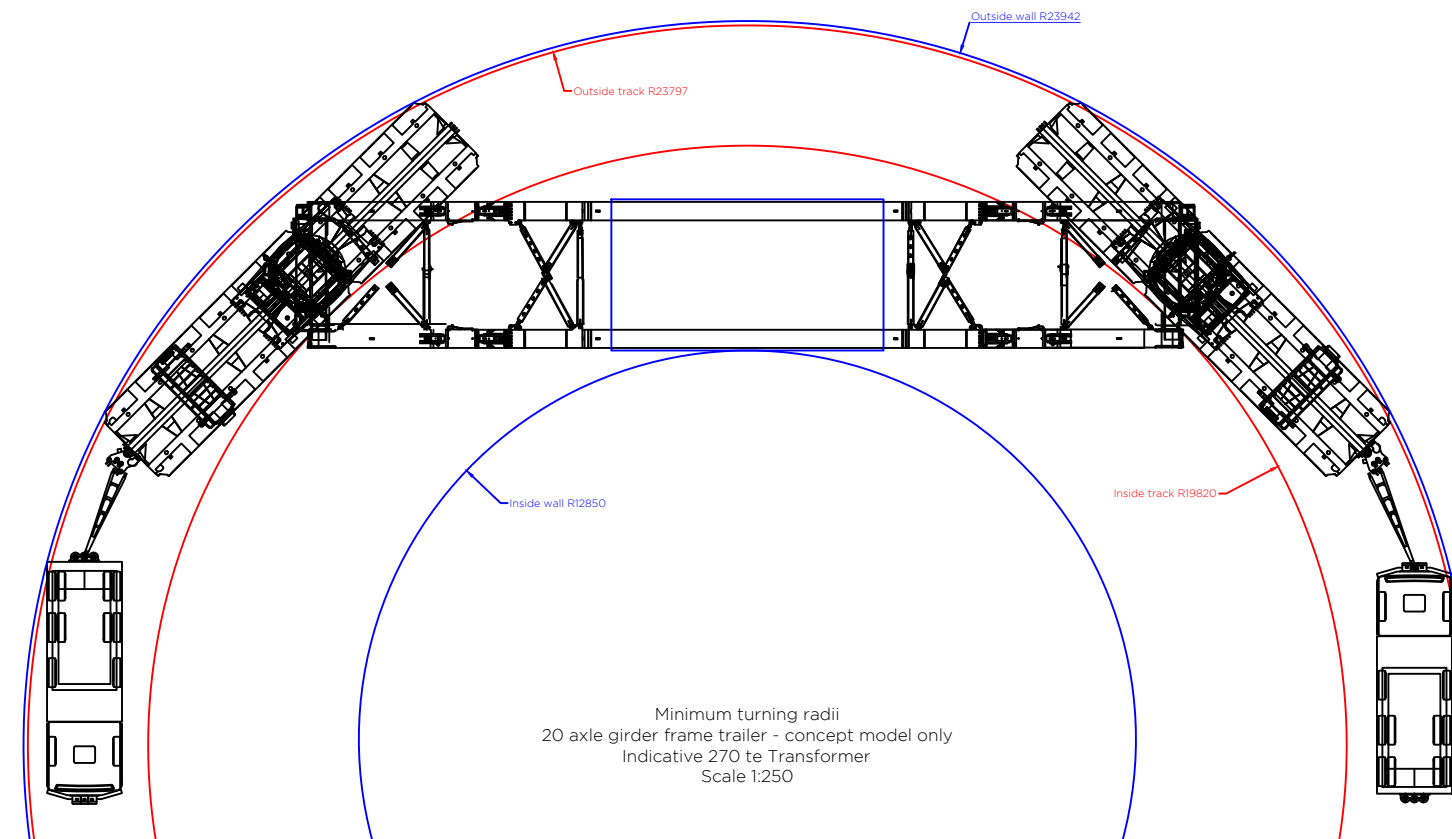 Outside wall R23942
Outside track R23797
Inside track R19820
Inside wall R12850
Minimum turning radii
20 axle girder frame trailer - concept model only
Indicative 270 te Transformer
Scale 1:250